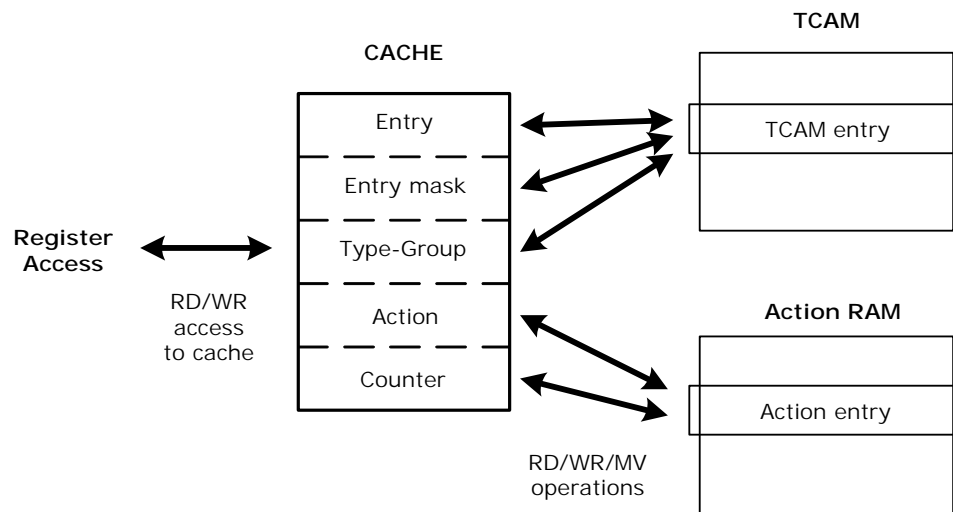 TCAM
CACHE
Entry
TCAM entry
Entry mask
Register
Access
Type-Group
RD/WR
access
to cache
Action
Action RAM
Counter
Action entry
RD/WR/MV
operations